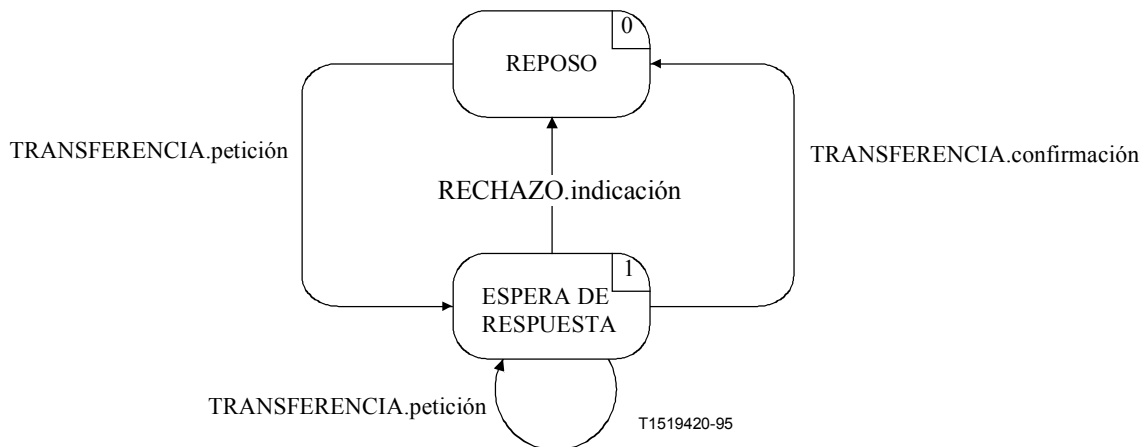 0
REPOSO
TRANSFERENCIA.petición
TRANSFERENCIA.confirmación
RECHAZO.indicación
1
ESPERA DE
RESPUESTA
TRANSFERENCIA.petición
T1519420-95